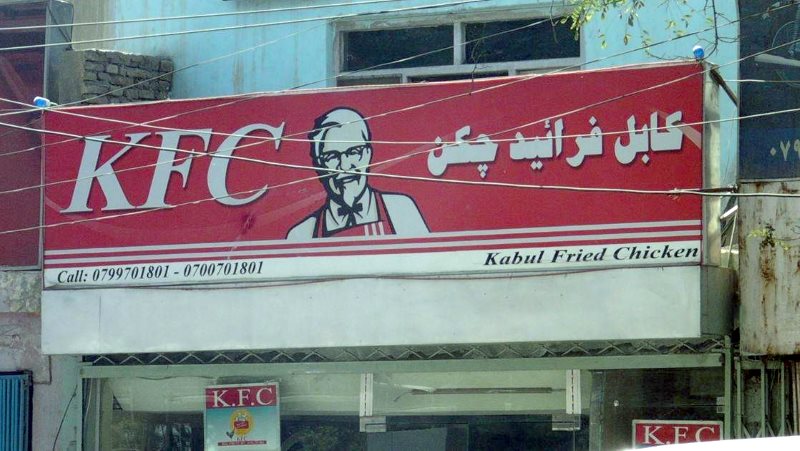 KFC
کابل فرائید چکن
Call: 0799701801 - 0700701801
Kabul Fried Chicken
K.F.C
K.F.C